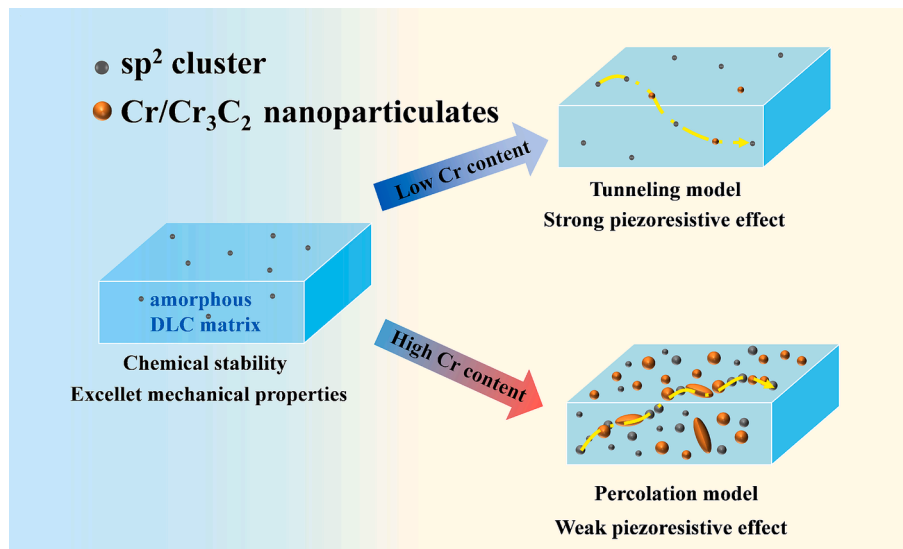 sp² cluster
Cr/Cr₃C₂ nanoparticulates
Low Cr content
Tunneling model
Strong piezoresistive effect
amorphous
DLC matrix
Chemical stability
Excellet mechanical properties
High Cr content
Percolation model
Weak piezoresistive effect